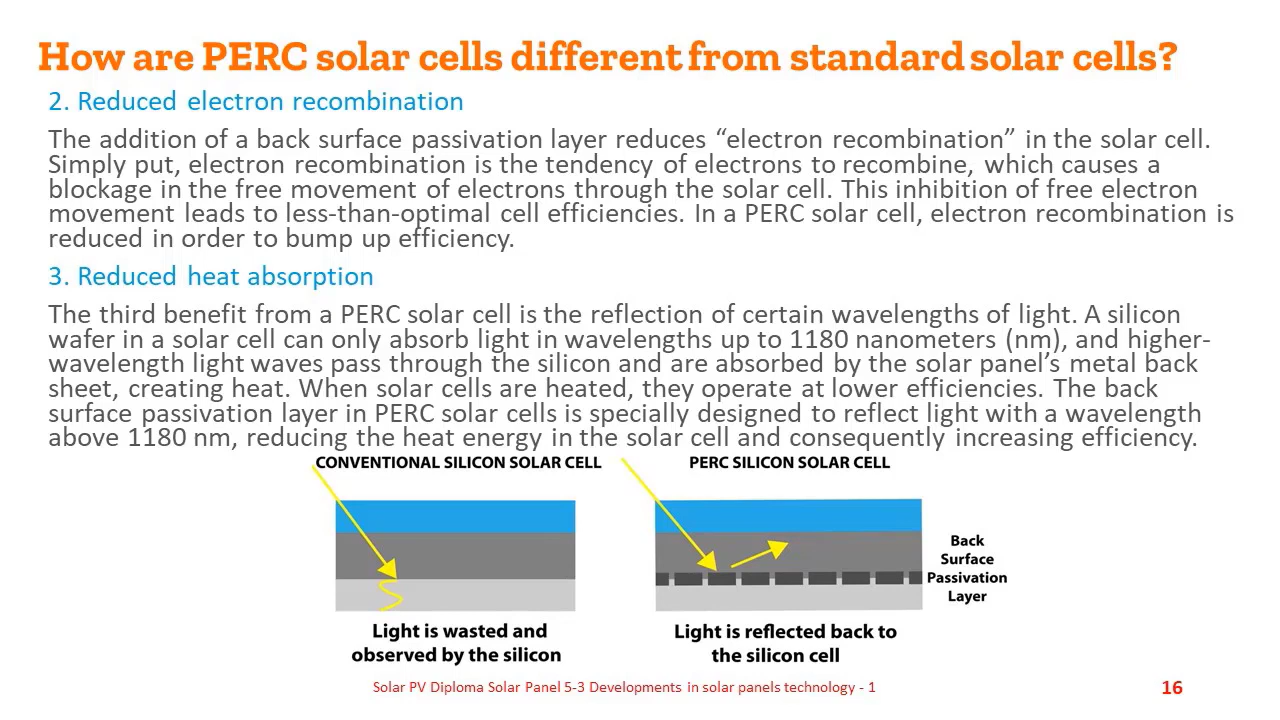 How are PERC solar cells different from standard solar cells?
2. Reduced electron recombination
The addition of a back surface passivation layer reduces “electron recombination” in the solar cell.
Simply put, electron recombination is the tendency of electrons to recombine, which causes a
blockage in the free movement of electrons through the solar cell. This inhibition of free electron
movement leads to less-than-optimal cell efficiencies. In a PERC solar cell, electron recombination is
reduced in order to bump up efficiency.
3. Reduced heat absorption
The third benefit from a PERC solar cell is the reflection of certain wavelengths of light. A silicon
wafer in a solar cell can only absorb light in wavelengths up to 1180 nanometers (nm), and higher-
wavelength light waves pass through the silicon and are absorbed by the solar panel’s metal back
sheet, creating heat. When solar cells are heated, they operate at lower efficiencies. The back
surface passivation layer in PERC solar cells is specially designed to reflect light with a wavelength
above 1180 nm, reducing the heat energy in the solar cell and consequently increasing efficiency.
CONVENTIONAL SILICON SOLAR CELL
Light is wasted and
observed by the silicon
PERC SILICON SOLAR CELL
Back
Surface
Passivation
Layer
Light is reflected back to
the silicon cell
Solar PV Diploma Solar Panel 5-3 Developments in solar panels technology - 1
16